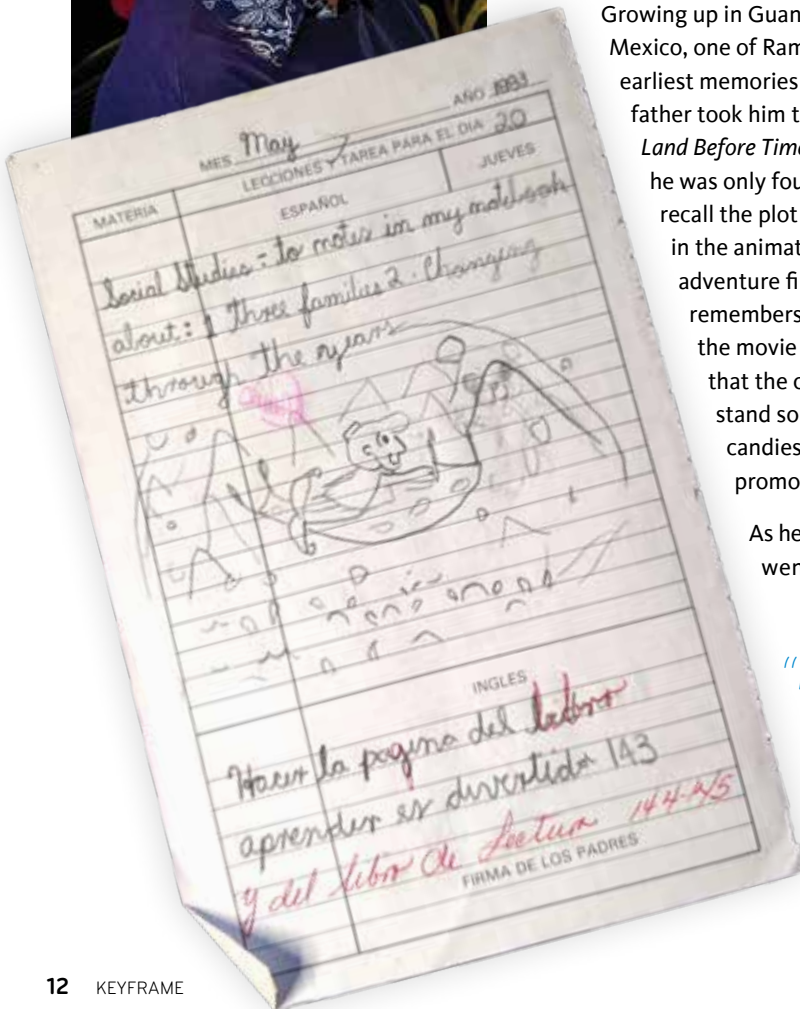 Growing up in Guan
Mexico, one of Ram
earliest memories
father took him t
Land Before Time
he was only fou
recall the plot
in the animat
adventure fi
remembers
the movie
that the c
stand so
candies
promo
As he
wen
MES May AÑO 1993
LECCIONES Y TAREA PARA EL DIA 20
MATERIA ESPAÑOL JUEVES
Social Studies = to notes in my notebook
about: 1 three families 2. Changing
through the years
INGLES
Hacer la pagina del libro
aprender es divertido 143
y del libro de Lectura 144-145
FIRMA DE LOS PADRES
12 KEYFRAME